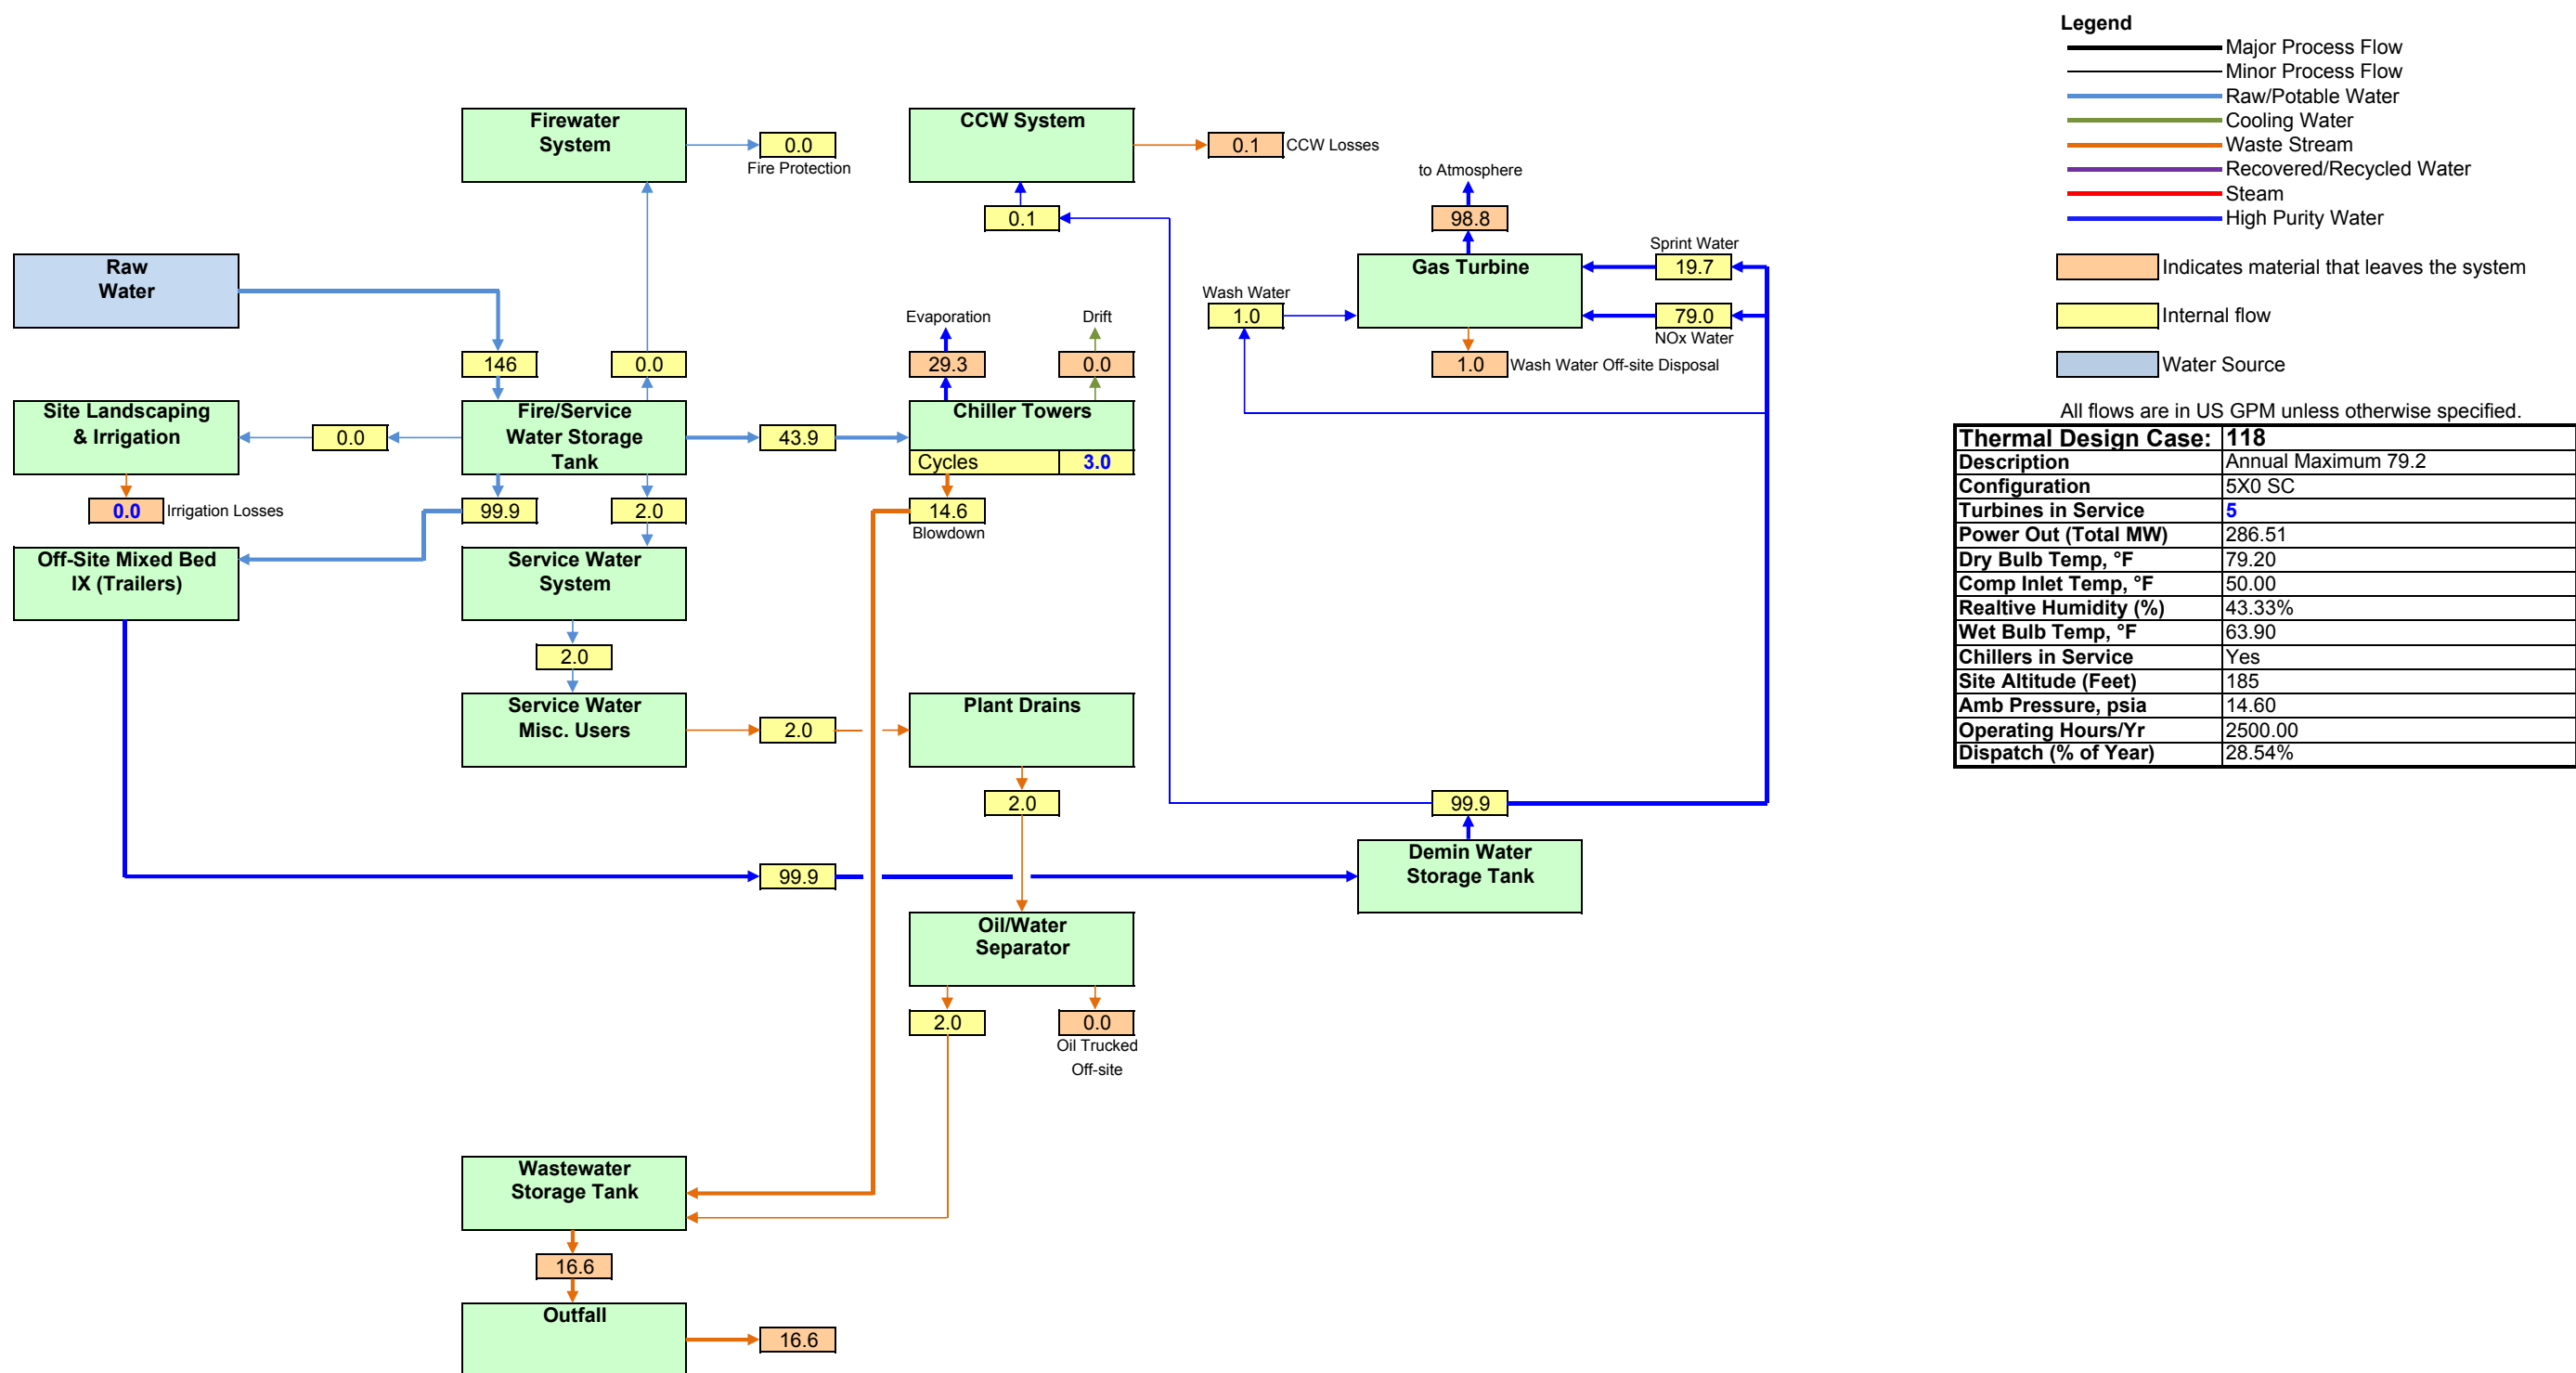 Legend
Major Process Flow
Minor Process Flow
Raw/Potable Water
Cooling Water
Waste Stream
Recovered/Recycled Water
Steam
High Purity Water
Indicates material that leaves the system
Internal flow
Water Source
All flows are in US GPM unless otherwise specified.
Thermal Design Case: 118
Description Annual Maximum 79.2
Configuration 5X0 SC
Turbines in Service 5
Power Out (Total MW) 286.51
Dry Bulb Temp, °F 79.20
Comp Inlet Temp, °F 50.00
Realtive Humidity (%) 43.33%
Wet Bulb Temp, °F 63.90
Chillers in Service Yes
Site Altitude (Feet) 185
Amb Pressure, psia 14.60
Operating Hours/Yr 2500.00
Dispatch (% of Year) 28.54%
Firewater
System
0.0
Fire Protection
CCW System
0.1 CCW Losses
0.1
to Atmosphere
98.8
Gas Turbine
Sprint Water
19.7
79.0
NOx Water
Wash Water
1.0
1.0 Wash Water Off-site Disposal
Raw
Water
146
0.0
Evaporation
29.3
Drift
0.0
Site Landscaping
& Irrigation
0.0
Fire/Service
Water Storage
Tank
43.9
Chiller Towers
Cycles 3.0
0.0 Irrigation Losses
99.9
2.0
14.6
Blowdown
Off-Site Mixed Bed
IX (Trailers)
Service Water
System
2.0
Service Water
Misc. Users
2.0
Plant Drains
2.0
99.9
Demin Water
Storage Tank
99.9
Oil/Water
Separator
2.0
0.0
Oil Trucked
Off-site
Wastewater
Storage Tank
16.6
Outfall
16.6